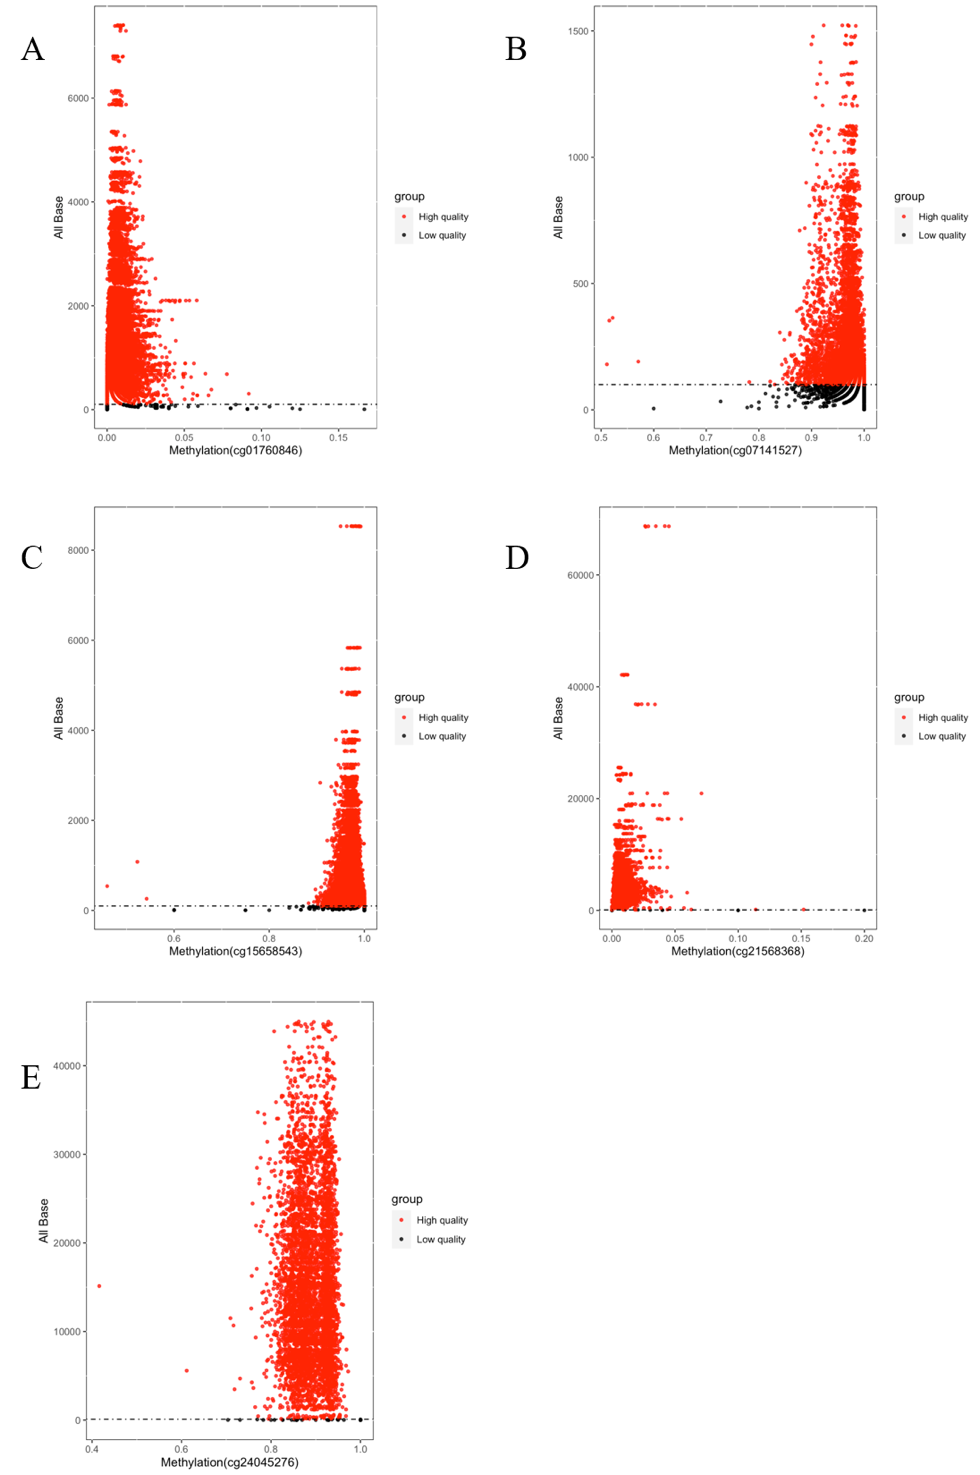 A
All Base
6000
4000
2000
0
0.00 0.05 0.10 0.15
Methylation(cg01760846)
group
High quality
Low quality
B
All Base
1500
1000
500
0
0.5 0.6 0.7 0.8 0.9 1.0
Methylation(cg07141527)
group
High quality
Low quality
C
All Base
8000
6000
4000
2000
0
0.6 0.8 1.0
Methylation(cg15658543)
group
High quality
Low quality
D
All Base
60000
40000
20000
0
0.00 0.05 0.10 0.15 0.20
Methylation(cg21568368)
group
High quality
Low quality
E
All Base
40000
30000
20000
10000
0
0.4 0.6 0.8 1.0
Methylation(cg24045276)
group
High quality
Low quality